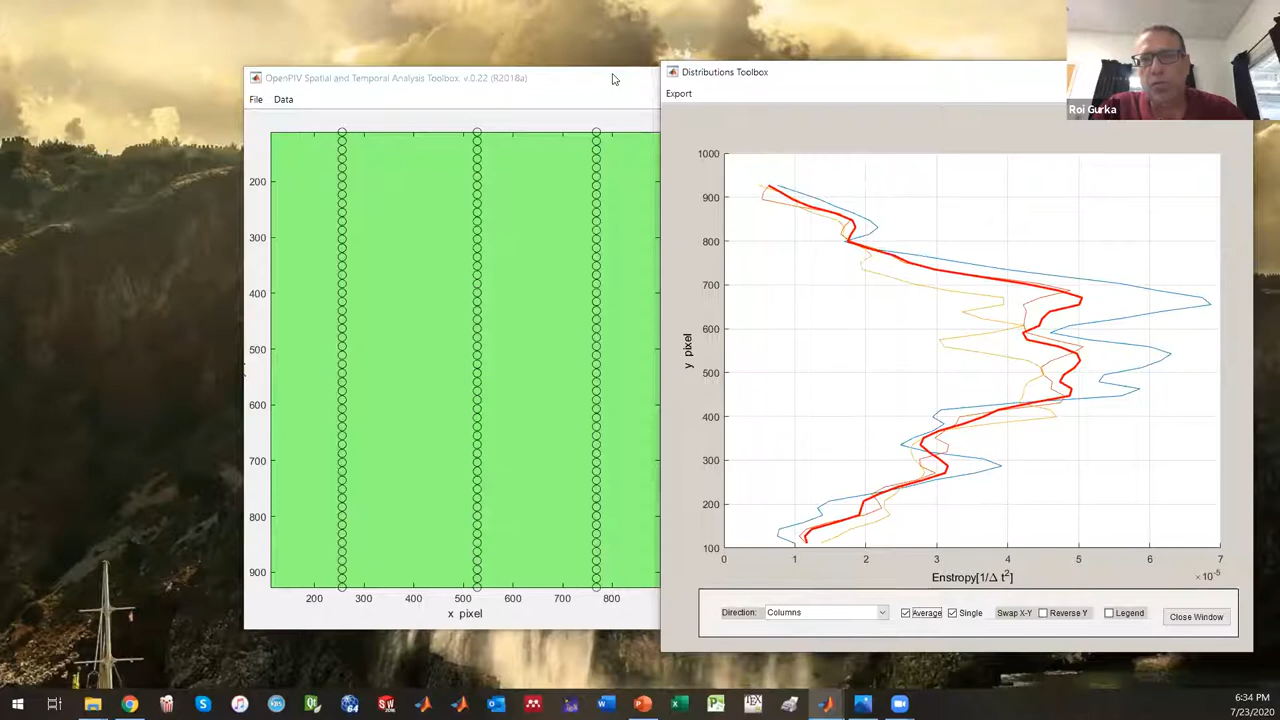 OpenPIV Spatial and Temporal Analysis Toolbox. v.0.22 (R2018a)
File Data
200
300
400
500
600
700
800
900
200 300 400 500 600 700 800
x pixel
Distributions Toolbox
Export
Roi Gurka
1000
900
800
700
600
500
400
300
200
100
y pixel
0 1 2 3 4 5 6 7
×10-5
Enstropy[1/Δ t2]
Direction: Columns Average Single Swap X-Y Reverse Y Legend Close Window
6:34 PM
7/23/2020